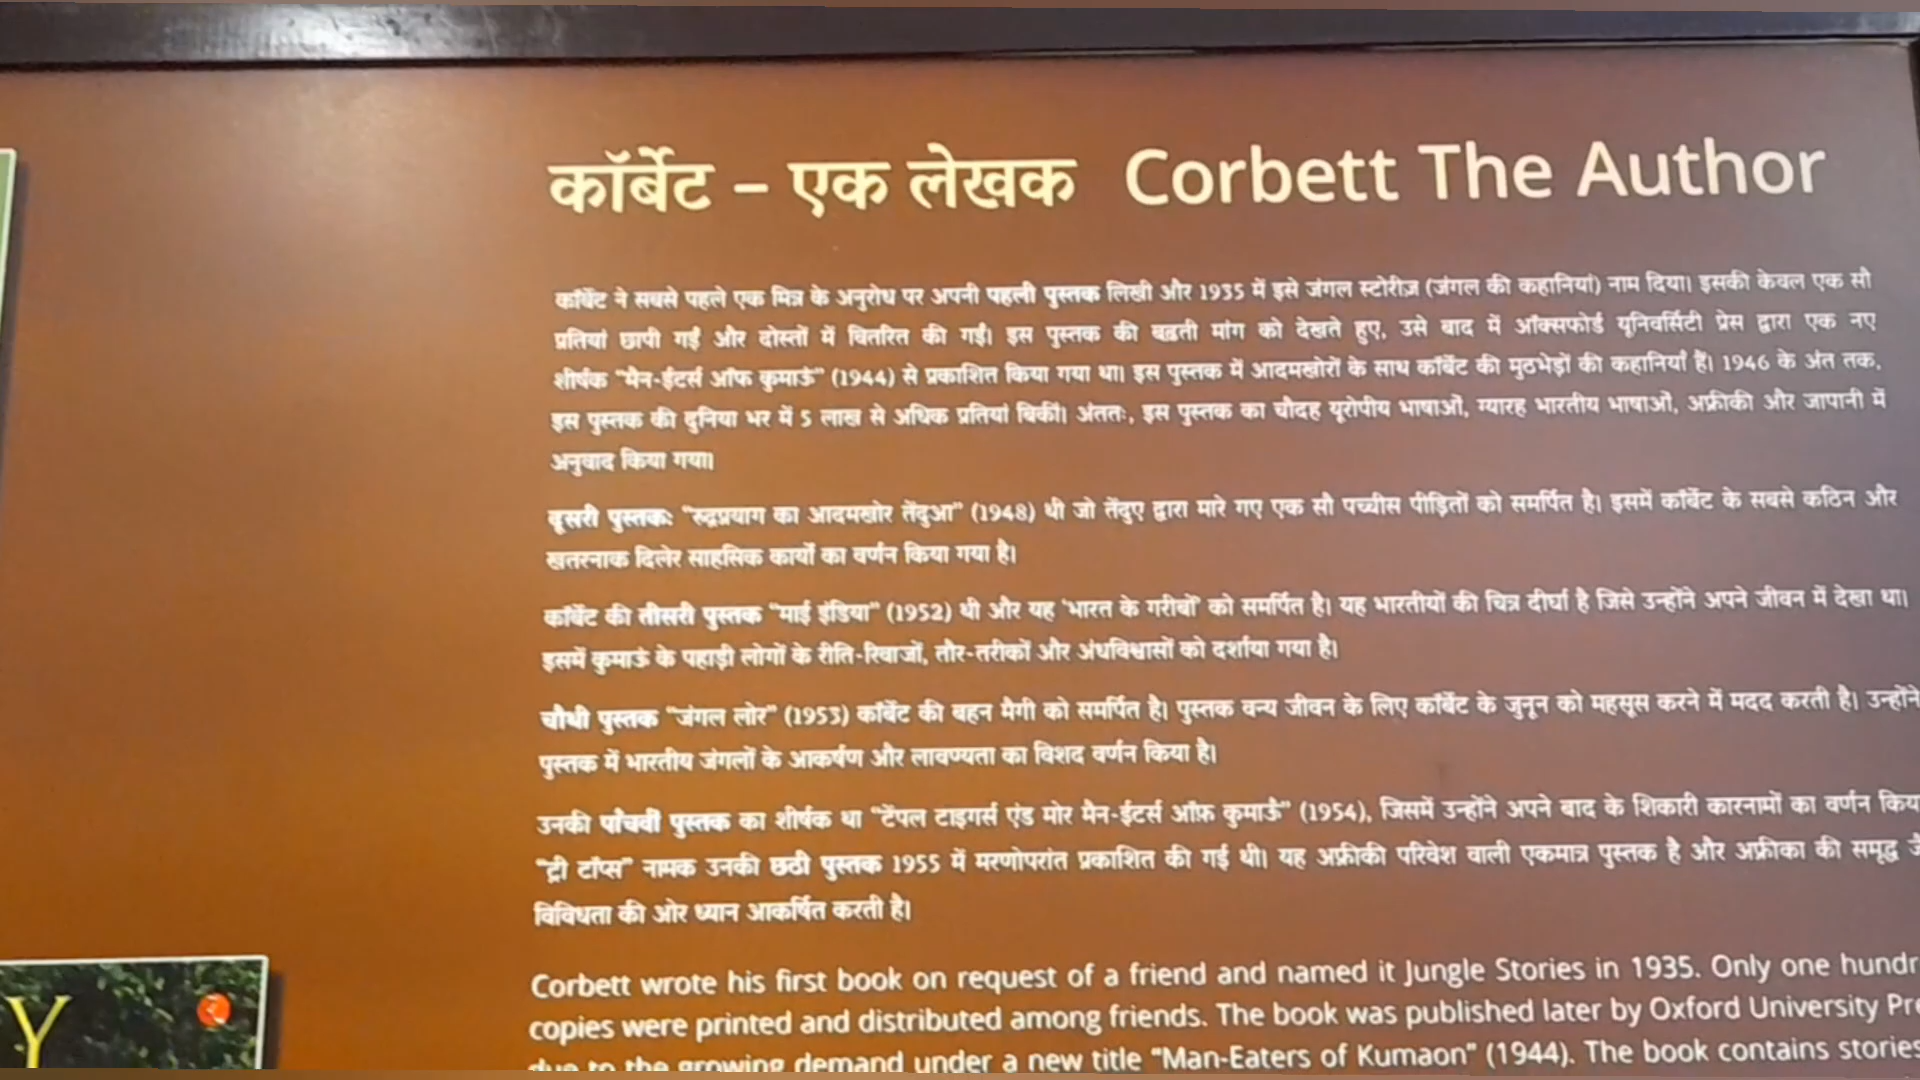 कॉर्बेट – एक लेखक Corbett The Author
कॉर्बेट ने सबसे पहले एक मित्र के अनुरोध पर अपनी पहली पुस्तक लिखी और 1935 में इसे जंगल स्टोरीज़ (जंगल की कहानियां) नाम दिया। इसकी केवल एक सौ
प्रतियां छापी गईं और दोस्तों में वितरित की गईं। इस पुस्तक की बढ़ती मांग को देखते हुए, उसे बाद में ऑक्सफोर्ड यूनिवर्सिटी प्रेस द्वारा एक नए
शीर्षक "मैन-ईटर्स ऑफ कुमाऊं" (1944) से प्रकाशित किया गया था। इस पुस्तक में आदमखोरों के साथ कॉर्बेट की मुठभेड़ों की कहानियाँ हैं। 1946 के अंत तक,
इस पुस्तक की दुनिया भर में 5 लाख से अधिक प्रतियां बिकीं। अंततः, इस पुस्तक का चौदह यूरोपीय भाषाओं, ग्यारह भारतीय भाषाओं, अफ्रीकी और जापानी में
अनुवाद किया गया।
दूसरी पुस्तकः "रुद्रप्रयाग का आदमखोर तेंदुआ" (1948) थी जो तेंदुए द्वारा मारे गए एक सौ पच्चीस पीड़ितों को समर्पित है। इसमें कॉर्बेट के सबसे कठिन और
खतरनाक दिलेर साहसिक कार्यों का वर्णन किया गया है।
कॉर्बेट की तीसरी पुस्तक "माई इंडिया" (1952) थी और यह 'भारत के गरीबों' को समर्पित है। यह भारतीयों की चित्र दीर्घा है जिसे उन्होंने अपने जीवन में देखा था।
इसमें कुमाऊं के पहाड़ी लोगों के रीति-रिवाजों, तौर-तरीकों और अंधविश्वासों को दर्शाया गया है।
चौथी पुस्तक "जंगल लोर" (1953) कॉर्बेट की बहन मैगी को समर्पित है। पुस्तक वन्य जीवन के लिए कॉर्बेट के जुनून को महसूस करने में मदद करती है। उन्होंने
पुस्तक में भारतीय जंगलों के आकर्षण और लावण्यता का विशद वर्णन किया है।
उनकी पाँचवीं पुस्तक का शीर्षक था "टेंपल टाइगर्स एंड मोर मैन-ईटर्स ऑफ़ कुमाऊँ" (1954), जिसमें उन्होंने अपने बाद के शिकारी कारनामों का वर्णन किय
"ट्री टॉप्स" नामक उनकी छठी पुस्तक 1955 में मरणोपरांत प्रकाशित की गई थी। यह अफ्रीकी परिवेश वाली एकमात्र पुस्तक है और अफ्रीका की समृद्ध
विविधता की ओर ध्यान आकर्षित करती है।
Corbett wrote his first book on request of a friend and named it Jungle Stories in 1935. Only one hundr
copies were printed and distributed among friends. The book was published later by Oxford University Pre
due to the growing demand under a new title "Man-Eaters of Kumaon" (1944). The book contains stories
Y